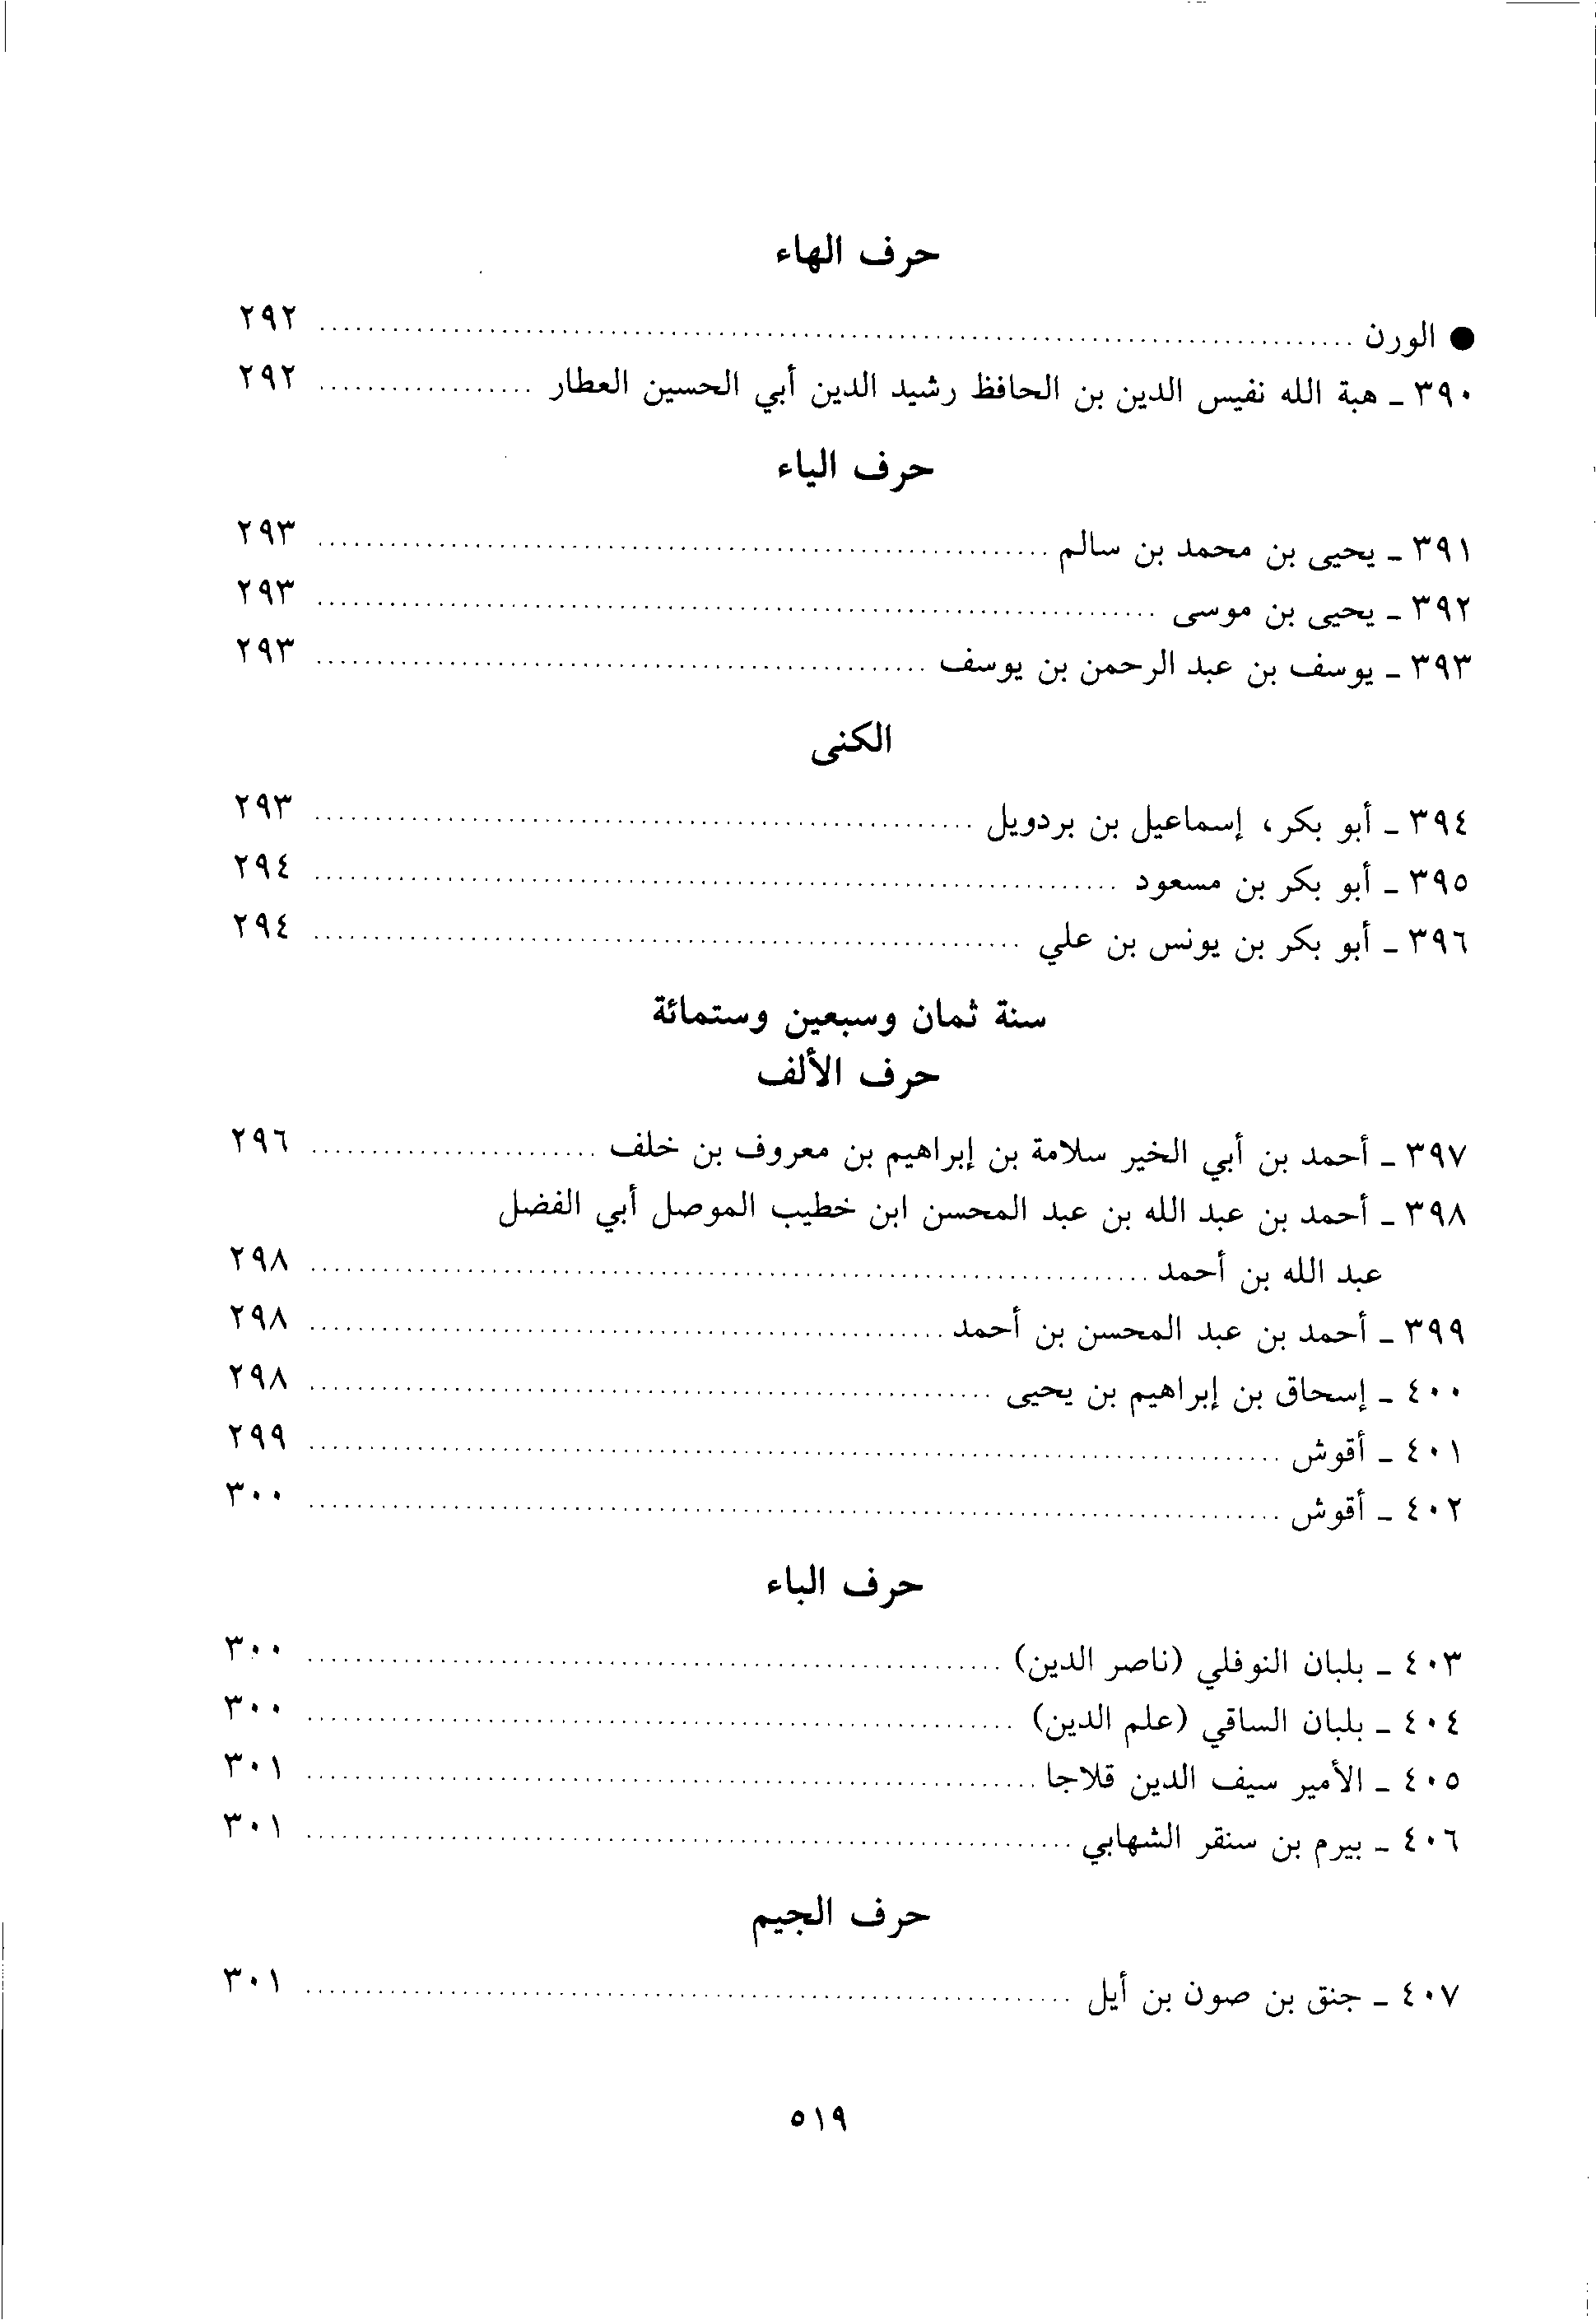 حرف الهاء
● الورن ........ ٢٩٢
٣٩٠ ـ هبة الله نفيس الدين بن الحافظ رشيد الدين أبي الحسين العطار ........ ٢٩٢
حرف الياء
٣٩١ ـ يحيى بن محمد بن سالم ........ ٢٩٣
٣٩٢ ـ يحيى بن موسى ........ ٢٩٣
٣٩٣ ـ يوسف بن عبد الرحمن بن يوسف ........ ٢٩٣
الكنى
٣٩٤ ـ أبو بكر، إسماعيل بن بردويل ........ ٢٩٣
٣٩٥ ـ أبو بكر بن مسعود ........ ٢٩٤
٣٩٦ ـ أبو بكر بن يونس بن علي ........ ٢٩٤
سنة ثمان وسبعين وستمائة
حرف الألف
٣٩٧ ـ أحمد بن أبي الخير سلامة بن إبراهيم بن معروف بن خلف ........ ٢٩٦
٣٩٨ ـ أحمد بن عبد الله بن عبد المحسن ابن خطيب الموصل أبي الفضل
عبد الله بن أحمد ........ ٢٩٨
٣٩٩ ـ أحمد بن عبد المحسن بن أحمد ........ ٢٩٨
٤٠٠ ـ إسحاق بن إبراهيم بن يحيى ........ ٢٩٨
٤٠١ ـ أقوش ........ ٢٩٩
٤٠٢ ـ أقوش ........ ٣٠٠
حرف الباء
٤٠٣ ـ بلبان النوفلي (ناصر الدين) ........ ٣٠٠
٤٠٤ ـ بلبان الساقي (علم الدين) ........ ٣٠٠
٤٠٥ ـ الأمير سيف الدين قلاجا ........ ٣٠١
٤٠٦ ـ بيرم بن سنقر الشهابي ........ ٣٠١
حرف الجيم
٤٠٧ ـ جنق بن صون بن أيل ........ ٣٠١
٥١٩